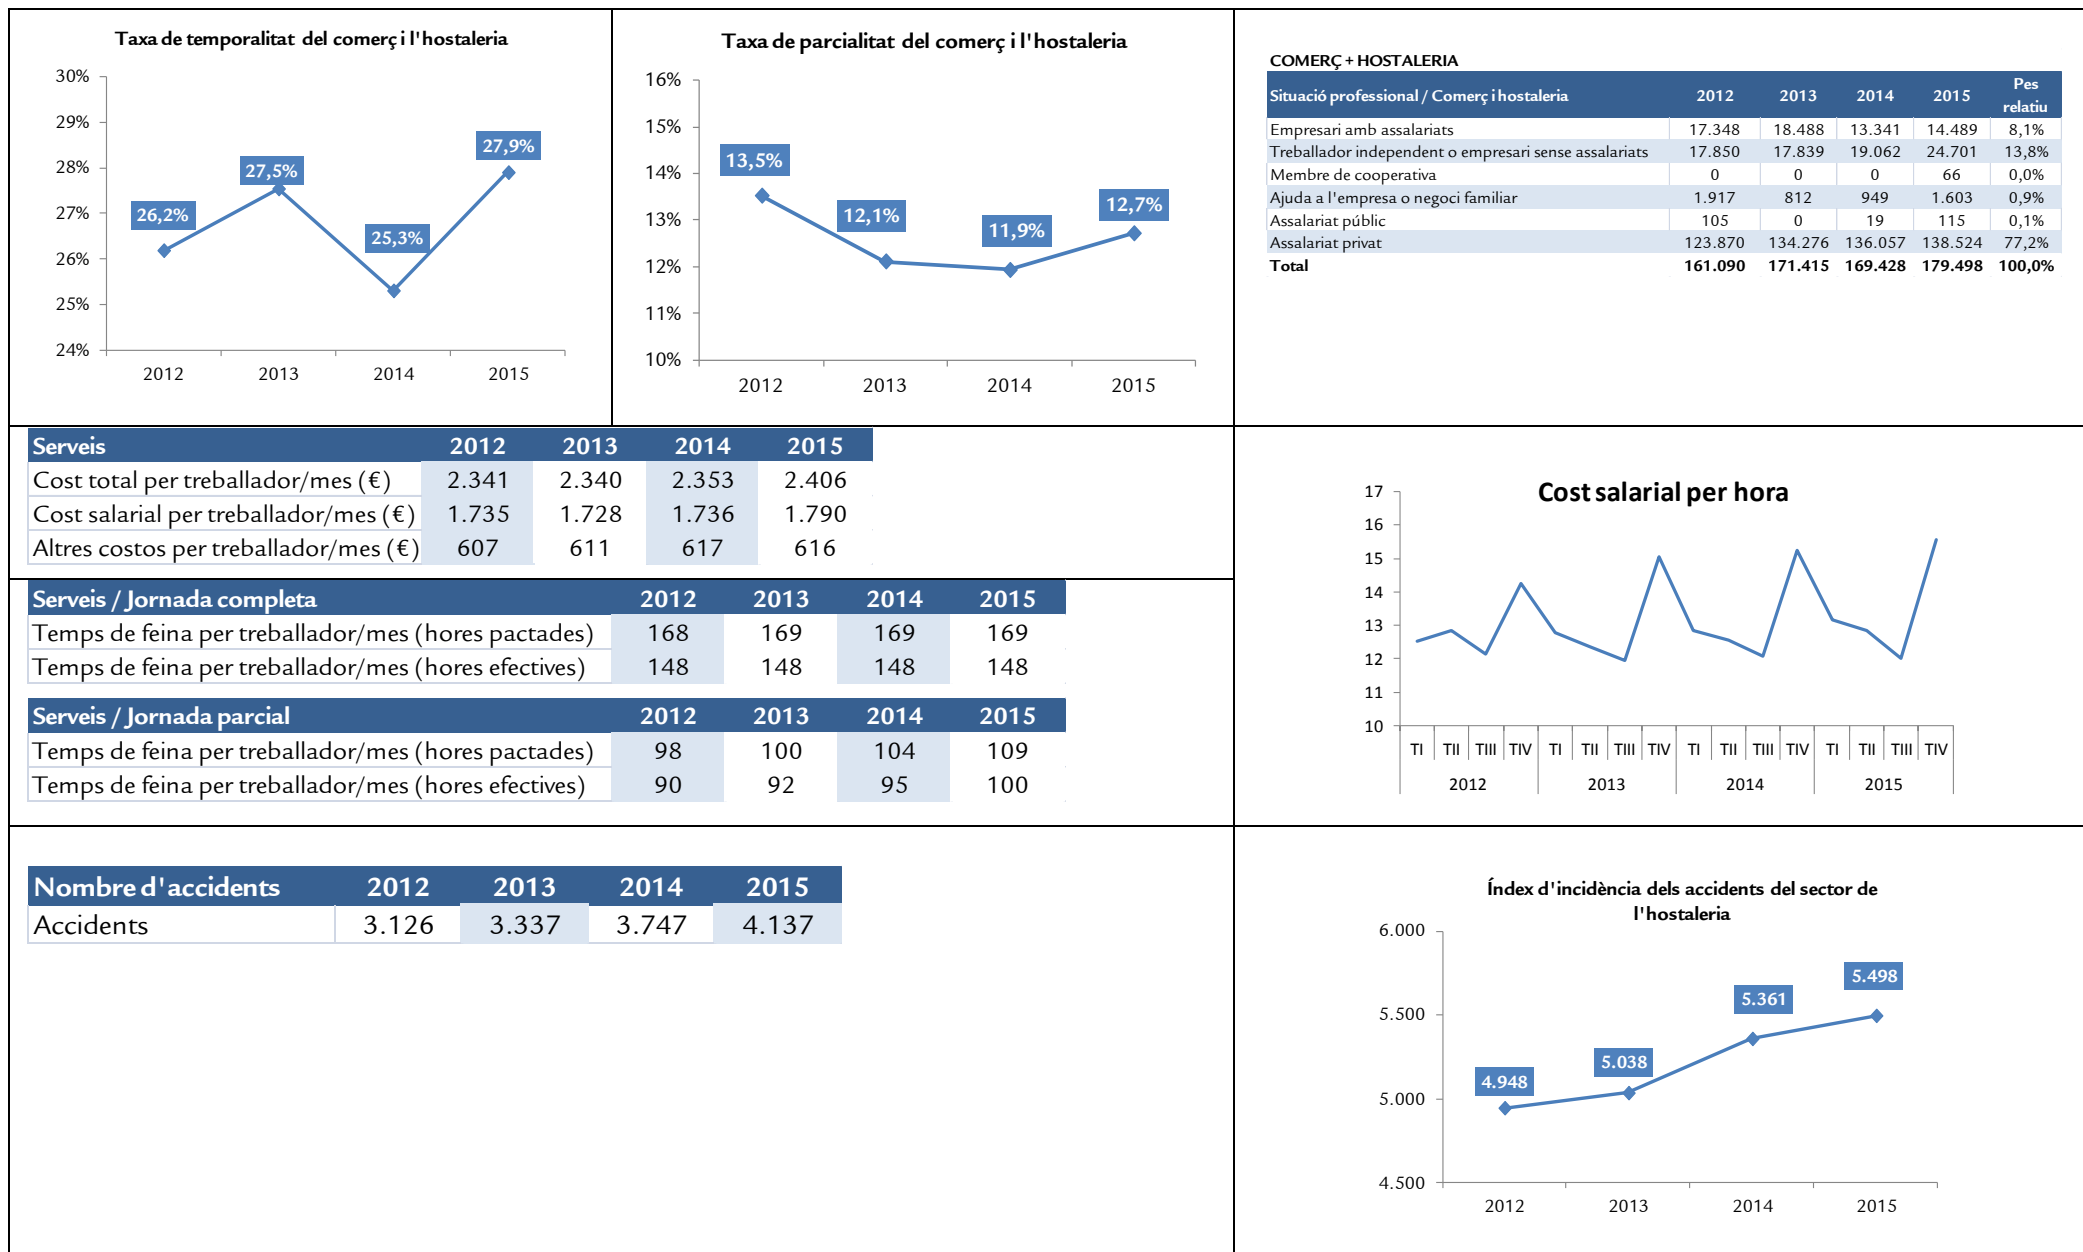 Taxa de temporalitat del comerç i l'hostaleria
30%
29%
28%
27%
26%
25%
24%
26,2%
27,5%
25,3%
27,9%
2012 2013 2014 2015
Taxa de parcialitat del comerç i l'hostaleria
16%
15%
14%
13%
12%
11%
10%
13,5%
12,1%
11,9%
12,7%
2012 2013 2014 2015
COMERÇ + HOSTALERIA
Situació professional / Comerç i hostaleria 2012 2013 2014 2015 Pes relatiu
Empresari amb assalariats 17.348 18.488 13.341 14.489 8,1%
Treballador independent o empresari sense assalariats 17.850 17.839 19.062 24.701 13,8%
Membre de cooperativa 0 0 0 66 0,0%
Ajuda a l'empresa o negoci familiar 1.917 812 949 1.603 0,9%
Assalariat públic 105 0 19 115 0,1%
Assalariat privat 123.870 134.276 136.057 138.524 77,2%
Total 161.090 171.415 169.428 179.498 100,0%
Serveis 2012 2013 2014 2015
Cost total per treballador/mes (€) 2.341 2.340 2.353 2.406
Cost salarial per treballador/mes (€) 1.735 1.728 1.736 1.790
Altres costos per treballador/mes (€) 607 611 617 616
Serveis / Jornada completa 2012 2013 2014 2015
Temps de feina per treballador/mes (hores pactades) 168 169 169 169
Temps de feina per treballador/mes (hores efectives) 148 148 148 148
Serveis / Jornada parcial 2012 2013 2014 2015
Temps de feina per treballador/mes (hores pactades) 98 100 104 109
Temps de feina per treballador/mes (hores efectives) 90 92 95 100
Cost salarial per hora
17
16
15
14
13
12
11
10
TI TII TIII TIV TI TII TIII TIV TI TII TIII TIV TI TII TIII TIV
2012 2013 2014 2015
Nombre d'accidents 2012 2013 2014 2015
Accidents 3.126 3.337 3.747 4.137
Índex d'incidència dels accidents del sector de
l'hostaleria
6.000
5.500
5.000
4.500
4.948
5.038
5.361
5.498
2012 2013 2014 2015